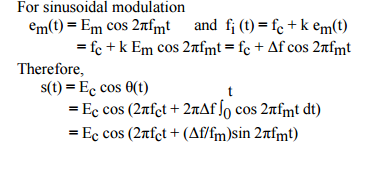 For sinusoidal modulation
em(t) = Em cos 2πfmt and fi (t) = fc + k em(t)
= fc + k Em cos 2πfmt = fc + Δf cos 2πfmt
Therefore,
s(t) = Ec cos θ(t) t
= Ec cos (2πfct + 2πΔf ∫0 cos 2πfmt dt)
= Ec cos (2πfct + (Δf/fm)sin 2πfmt)